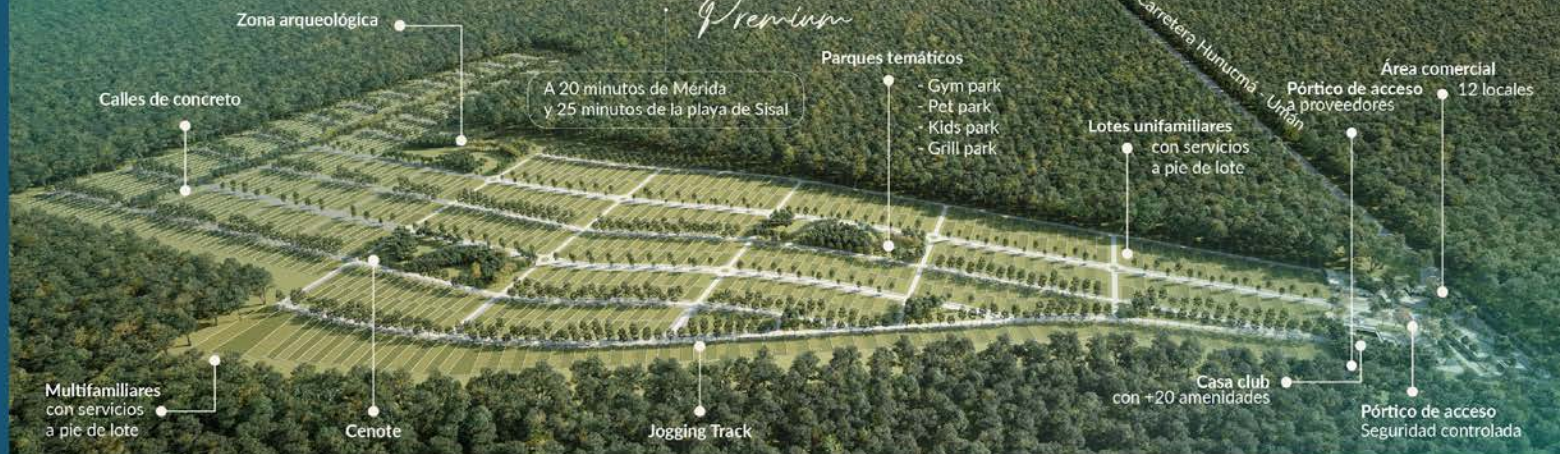 Premium
Zona arqueológica
A 20 minutos de Mérida
y 25 minutos de la playa de Sisal
Calles de concreto
Parques temáticos
- Gym park
- Pet park
- Kids park
- Grill park
Carretera Hunucmá - Umán
Lotes unifamiliares
con servicios
a pie de lote
Pórtico de acceso
a proveedores
Área comercial
12 locales
Multifamiliares
con servicios
a pie de lote
Cenote
Jogging Track
Casa club
con +20 amenidades
Pórtico de acceso
Seguridad controlada